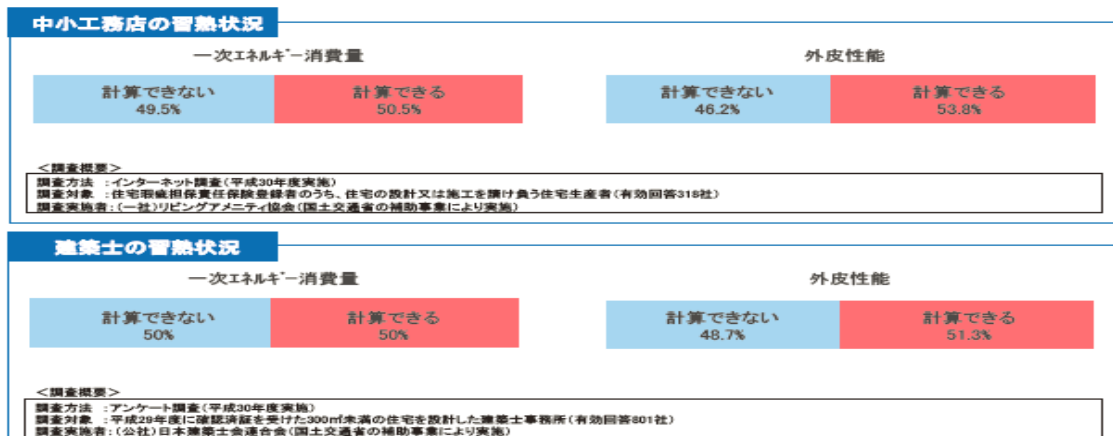 中小工務店の習熟状況
一次エネルギー消費量
外皮性能
計算できない
49.5%
計算できる
50.5%
計算できない
46.2%
計算できる
53.8%
＜調査概要＞
調査方法 ：インターネット調査(平成30年度実施)
調査対象 ：住宅瑕疵担保責任保険登録者のうち、住宅の設計又は施工を請け負う住宅生産者(有効回答318社)
調査実施者：(一社)リビングアメニティ協会(国土交通省の補助事業により実施)
建築士の習熟状況
一次エネルギー消費量
外皮性能
計算できない
50%
計算できる
50%
計算できない
48.7%
計算できる
51.3%
＜調査概要＞
調査方法 ：アンケート調査(平成30年度実施)
調査対象 ：平成29年度に確認済証を受けた300㎡未満の住宅を設計した建築士事務所(有効回答801社)
調査実施者：(公社)日本建築士会連合会(国土交通省の補助事業により実施)